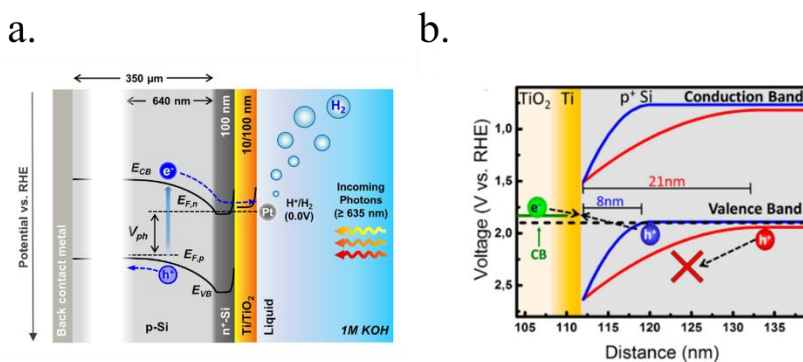 a.
b.
350 μm
640 nm
100 nm
10/100 nm
H₂
Potential vs. RHE
Back contact metal
e⁻
E_CB
E_F,n
V_ph
E_F,p
h⁺
E_VB
Pt
H⁺/H₂
(0.0V)
Incoming
Photons
(≥ 635 nm)
p-Si
n⁺-Si
Ti/TiO₂
Liquid
1M KOH
TiO₂ Ti p⁺ Si Conduction Band
1,0
1,5
2,0
2,5
Voltage (V vs. RHE)
21nm
8nm
Valence Band
e⁻
CB
h⁺
h⁺
105 110 115 120 125 130 135
Distance (nm)